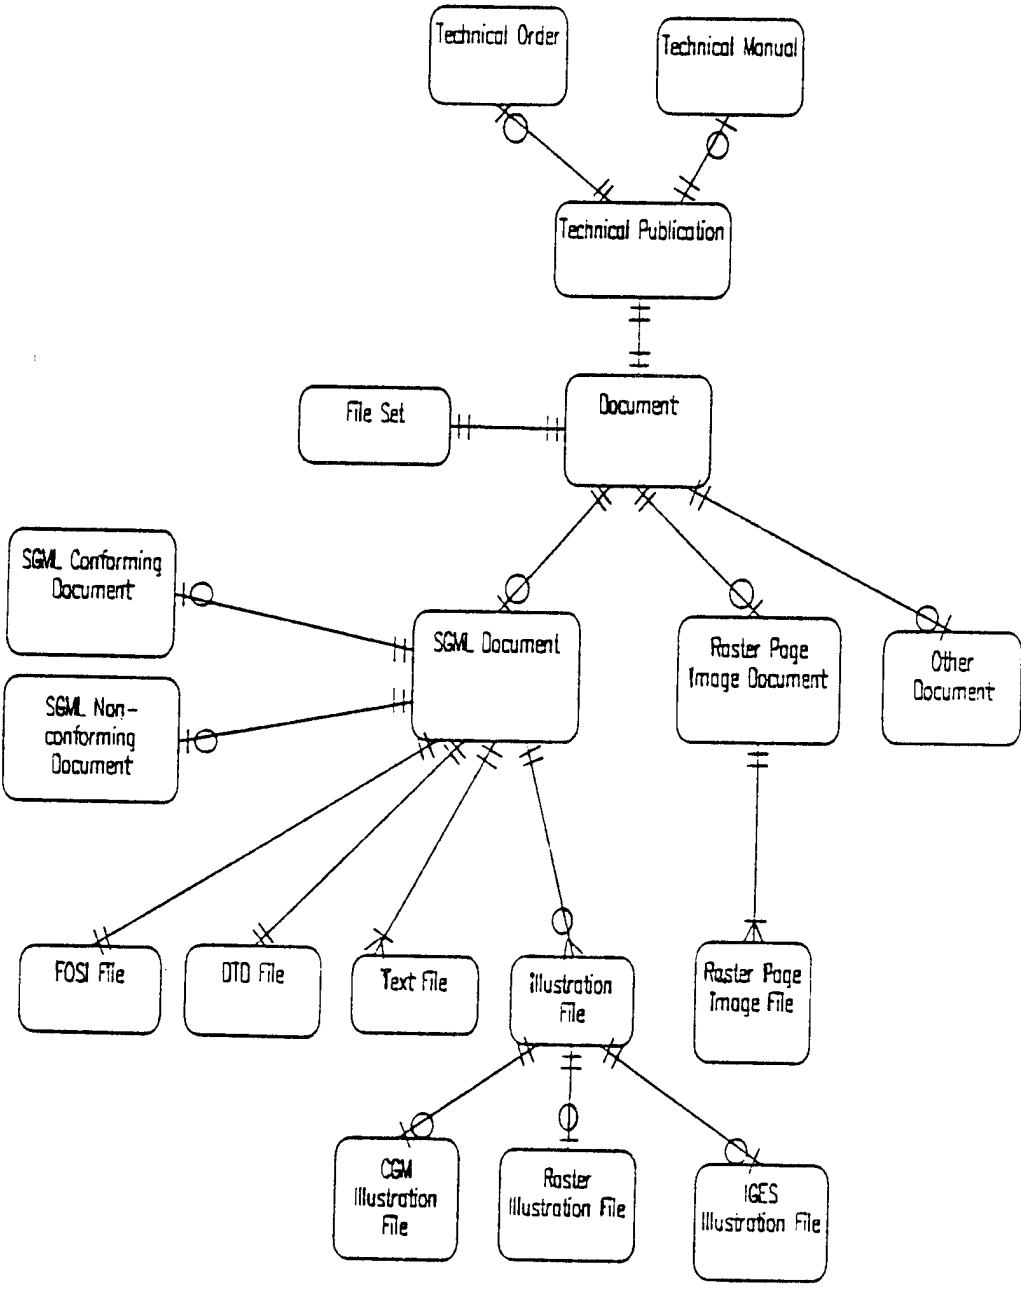 Technical Order
Technical Manual
Technical Publication
File Set
Document
SGML Conforming
Document
SGML Document
Raster Page
Image Document
Other
Document
SGML Non-
conforming
Document
FOSI File
DTD File
Text File
Illustration
File
Raster Page
Image File
CGM
Illustration
File
Raster
Illustration File
IGES
Illustration File